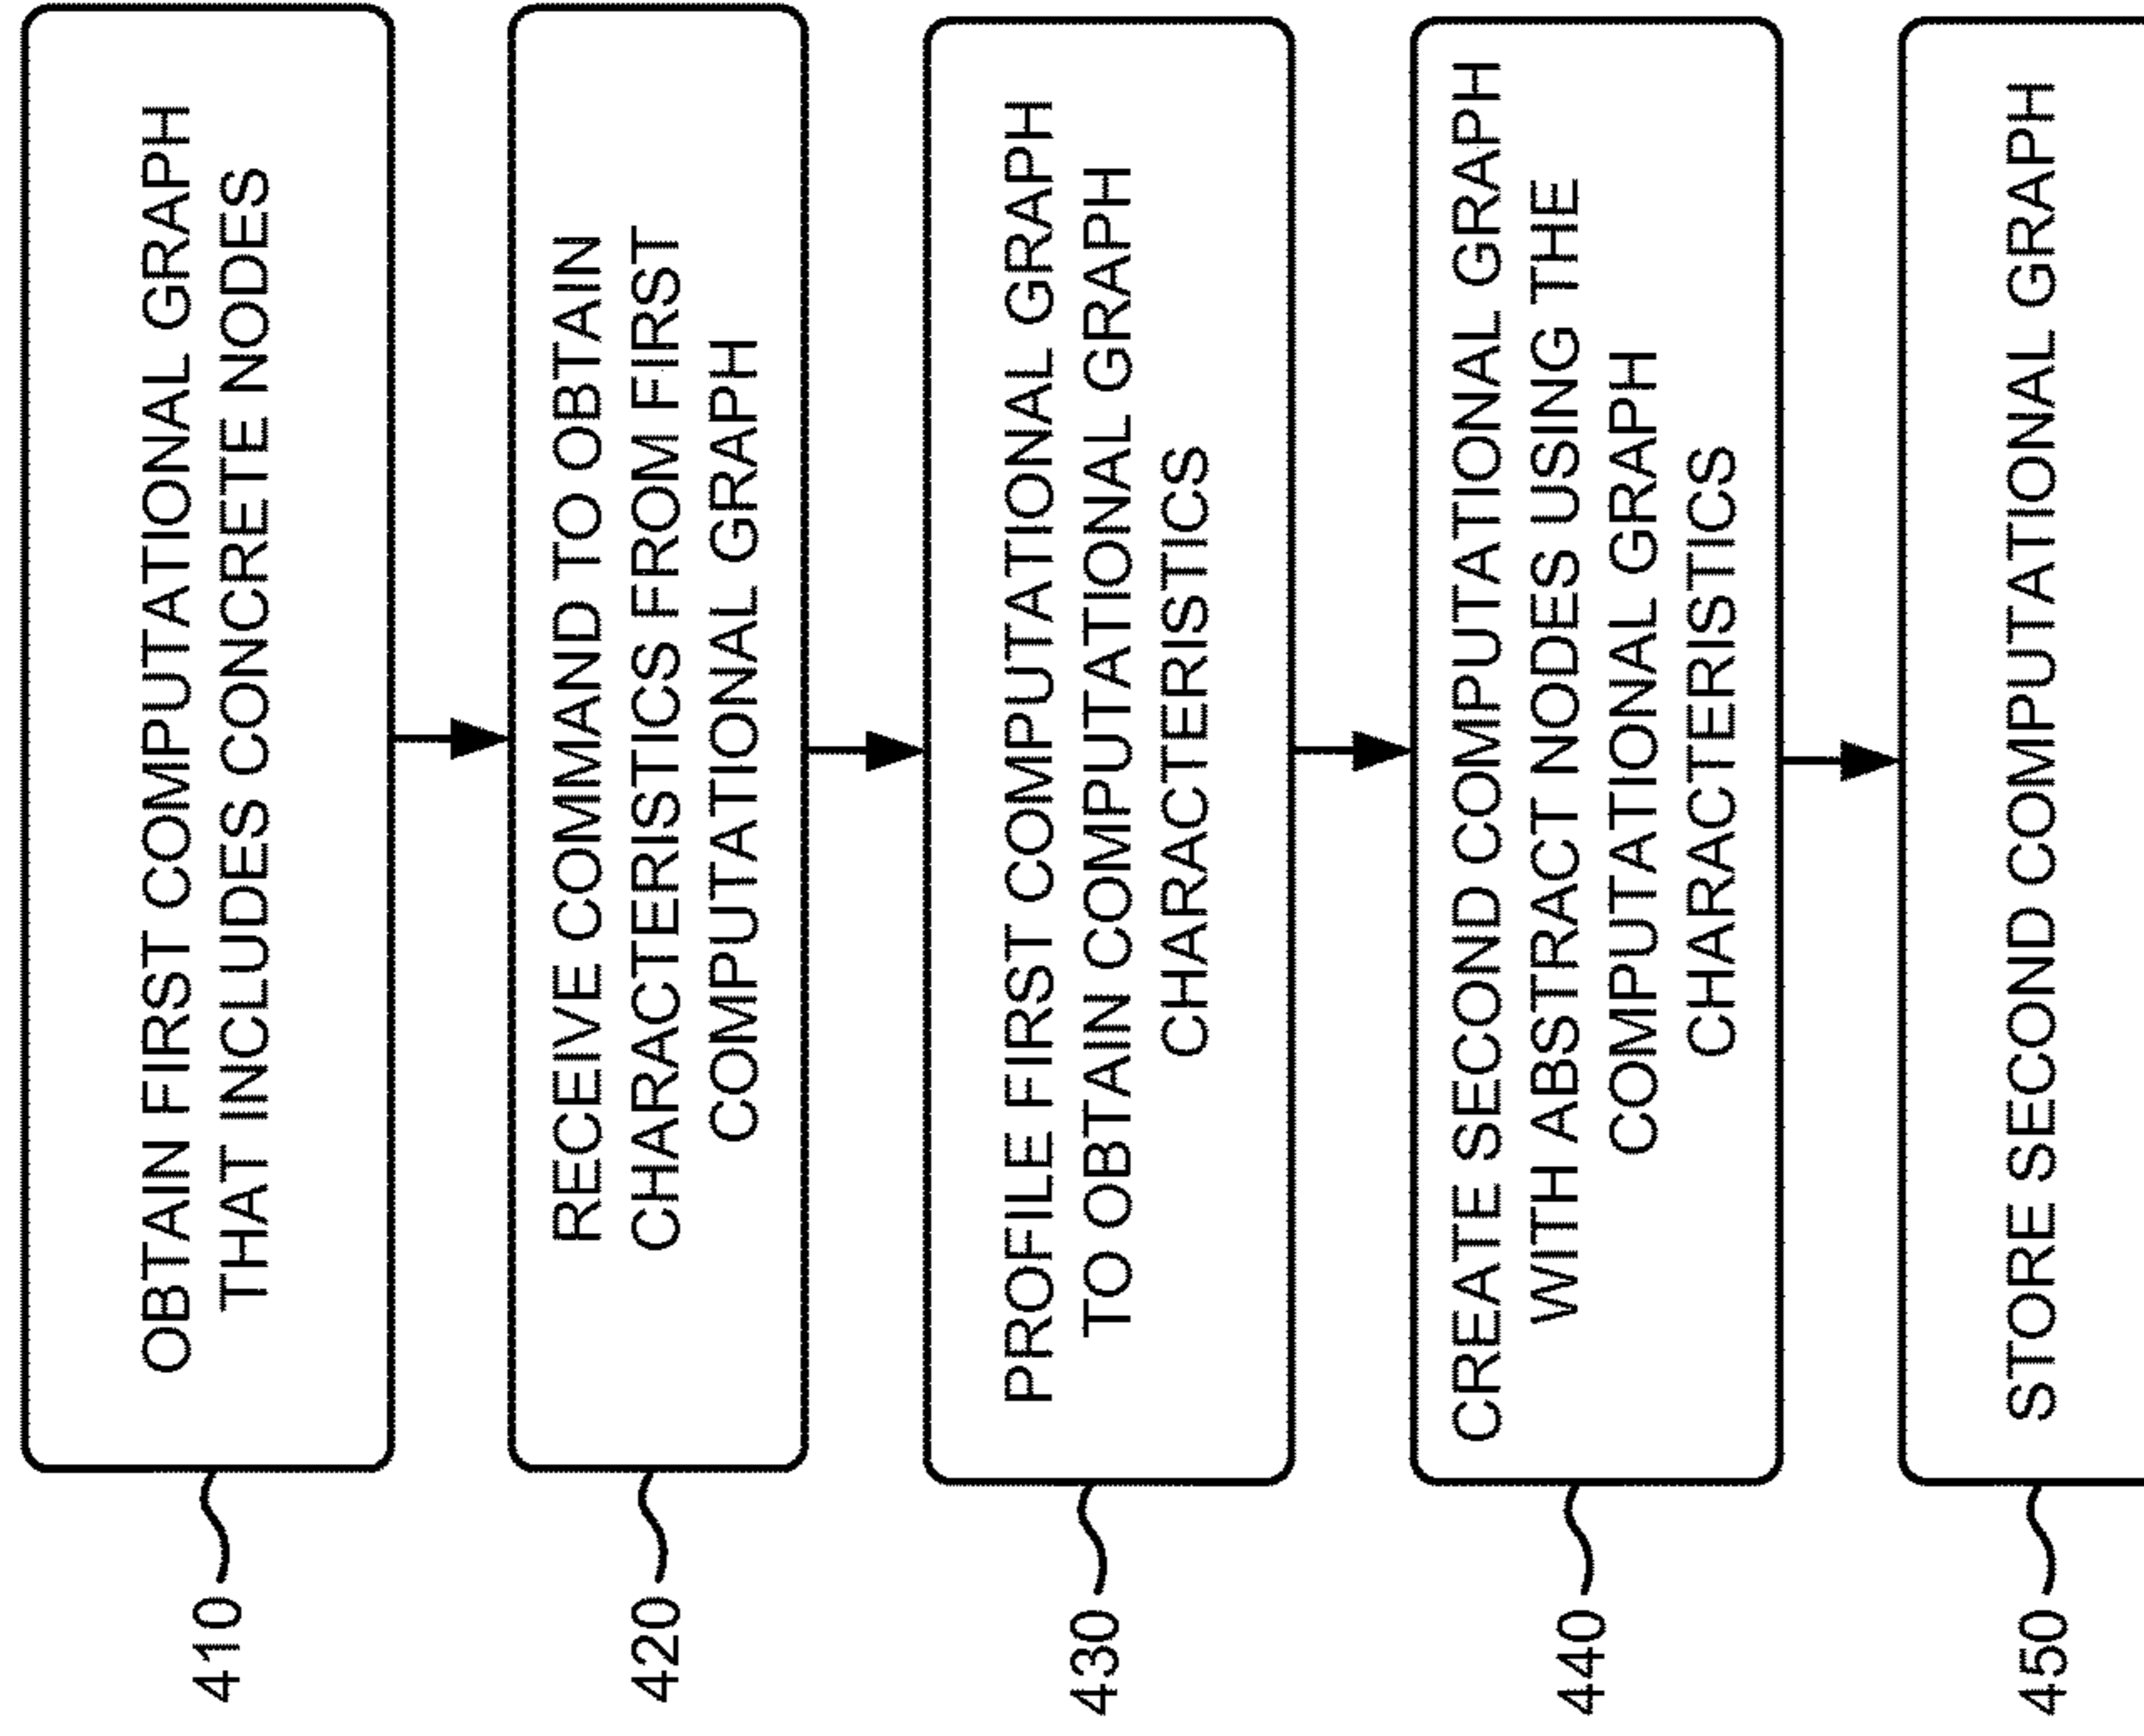 410
OBTAIN FIRST COMPUTATIONAL GRAPH
THAT INCLUDES CONCRETE NODES
420
RECEIVE COMMAND TO OBTAIN
CHARACTERISTICS FROM FIRST
COMPUTATIONAL GRAPH
430
PROFILE FIRST COMPUTATIONAL GRAPH
TO OBTAIN COMPUTATIONAL GRAPH
CHARACTERISTICS
440
CREATE SECOND COMPUTATIONAL GRAPH
WITH ABSTRACT NODES USING THE
COMPUTATIONAL GRAPH
CHARACTERISTICS
450
STORE SECOND COMPUTATIONAL GRAPH